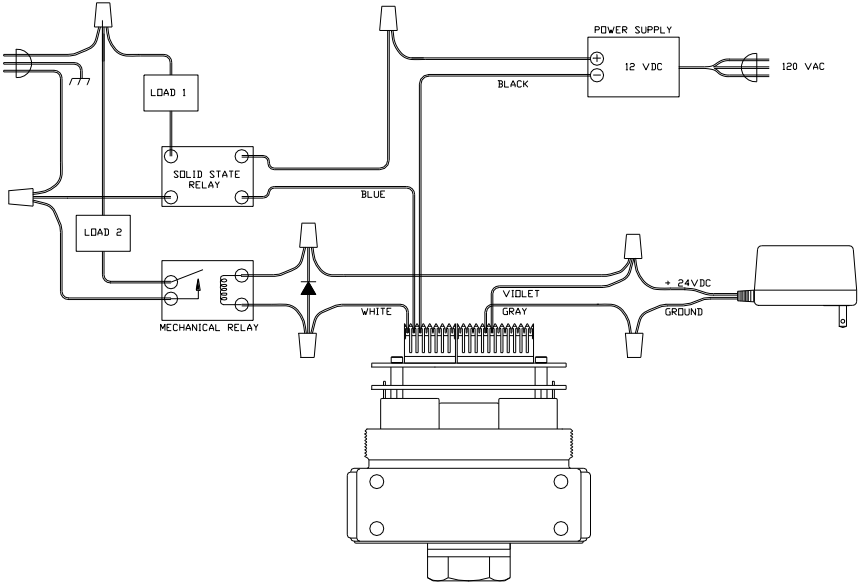 POWER SUPPLY
12 VDC
120 VAC
BLACK
LOAD 1
SOLID STATE
RELAY
BLUE
LOAD 2
+ 24VDC
VIOLET
WHITE
GRAY
GROUND
MECHANICAL RELAY